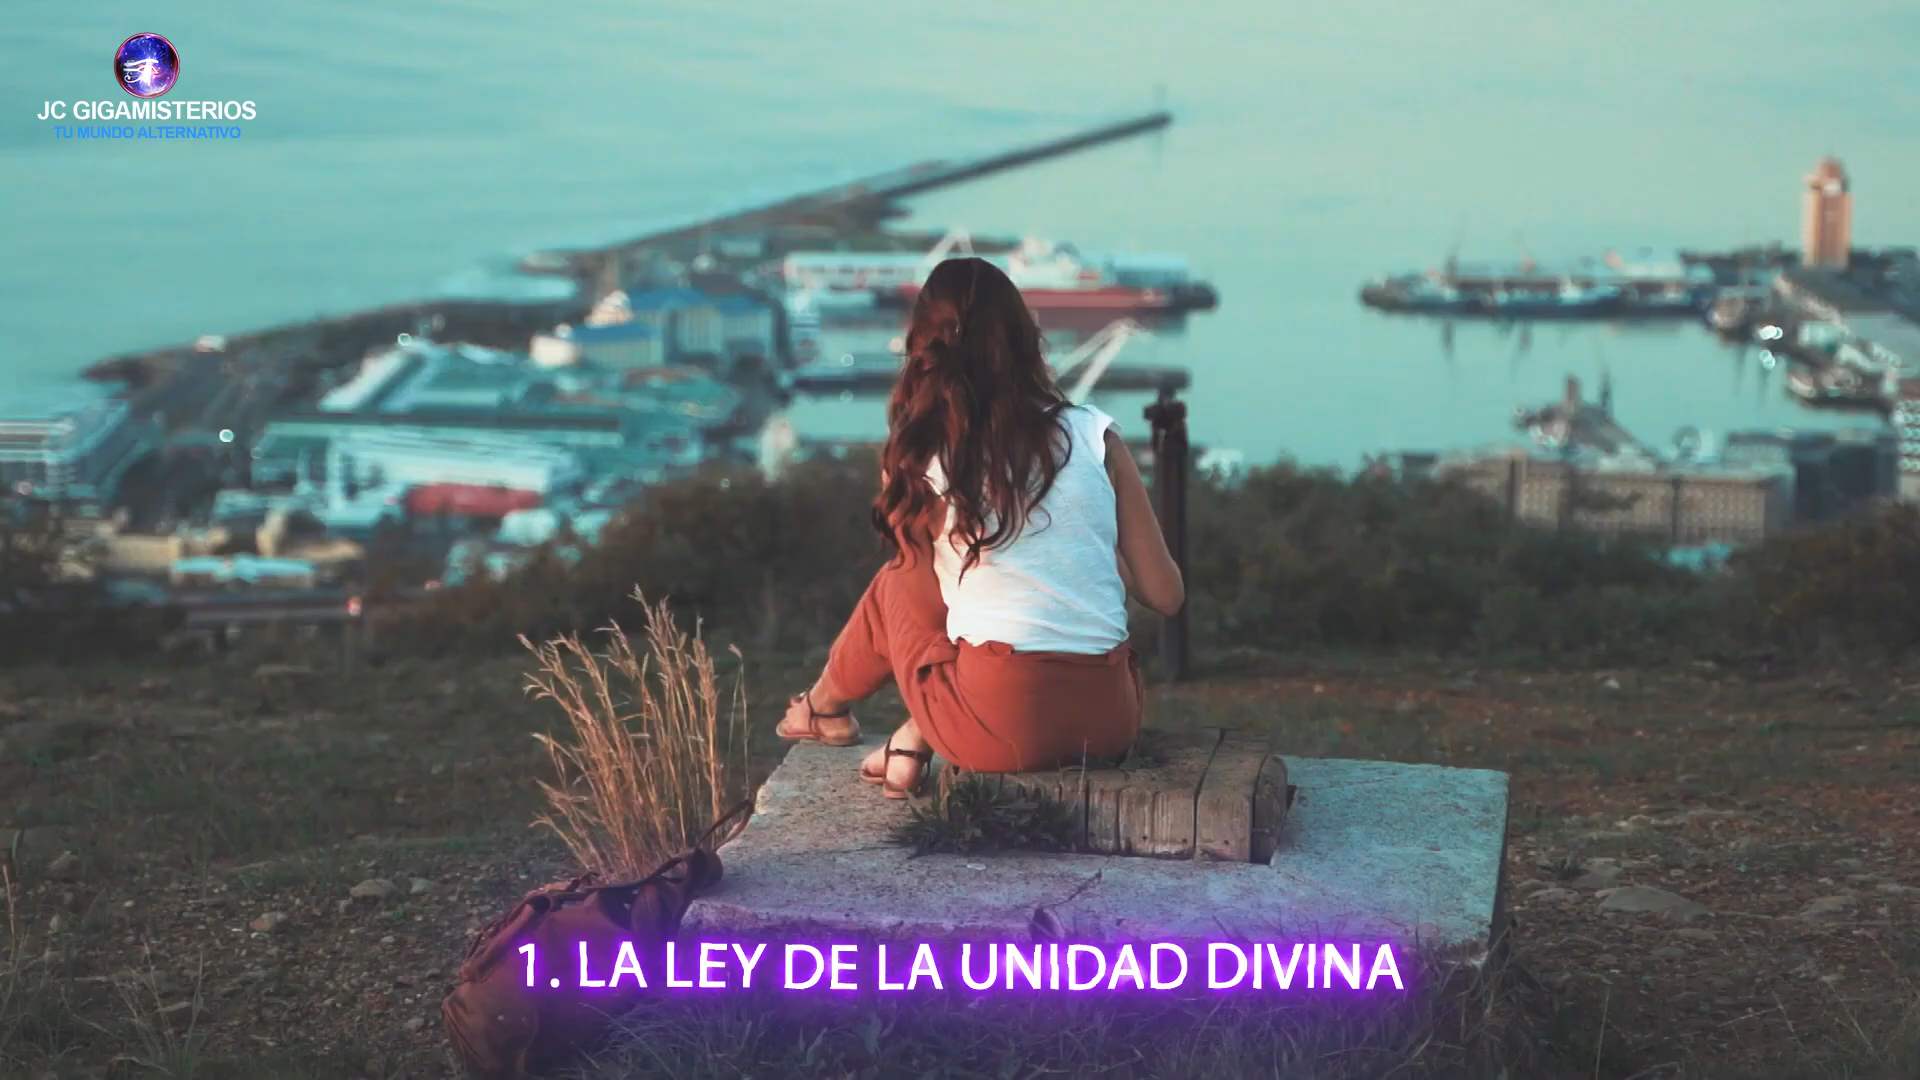 JC GIGAMISTERIOS
TU MUNDO ALTERNATIVO
1. LA LEY DE LA UNIDAD DIVINA